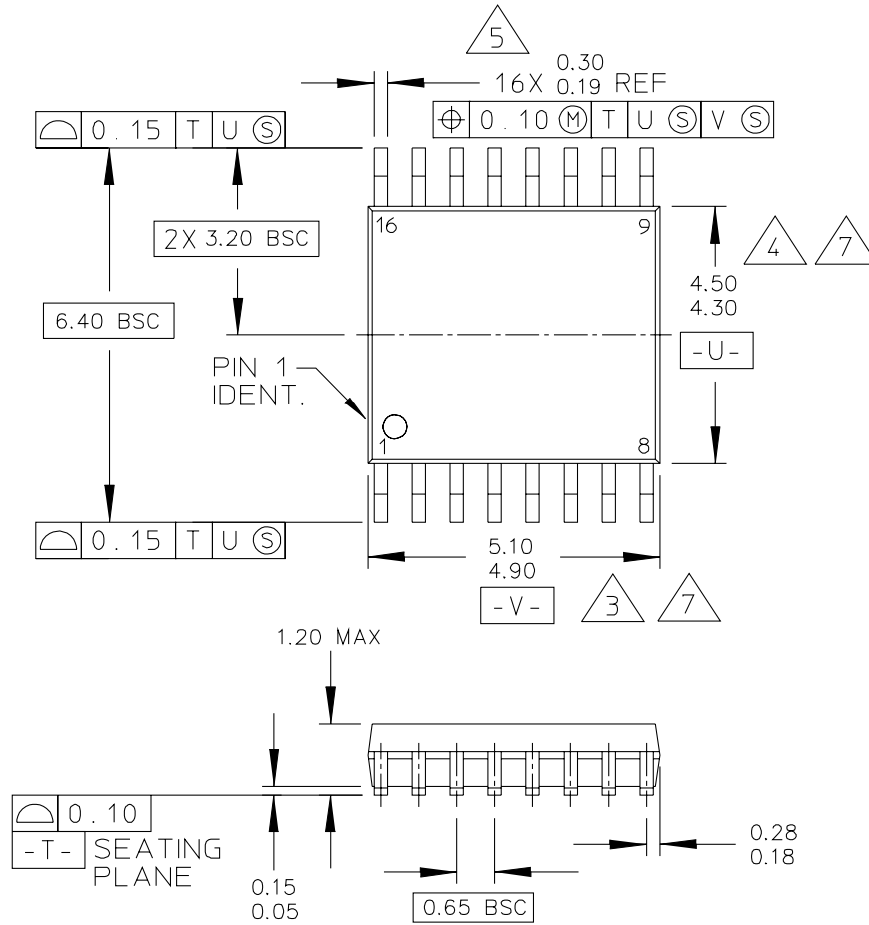 5
16X 0.30 0.19 REF
⌓ 0.15 T U Ⓢ
⌖ 0.10 Ⓜ T U Ⓢ V Ⓢ
16
9
2X 3.20 BSC
4
7
4.50
4.30
6.40 BSC
-U-
PIN 1
IDENT.
1
8
⌓ 0.15 T U Ⓢ
5.10
4.90
-V-
3
7
1.20 MAX
⌓ 0.10
-T- SEATING
PLANE
0.28
0.18
0.15
0.05
0.65 BSC